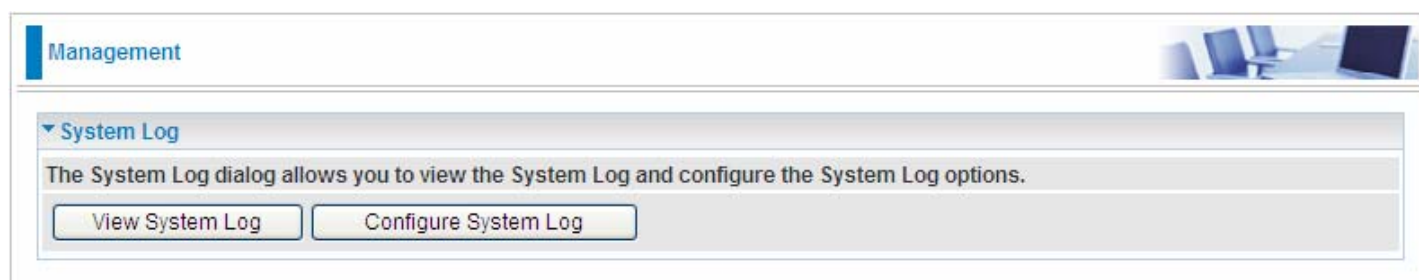 Management
System Log
The System Log dialog allows you to view the System Log and configure the System Log options.
View System Log Configure System Log